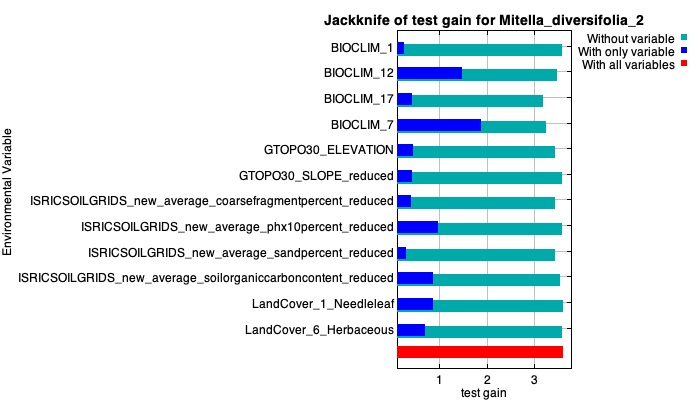 Jackknife of test gain for Mitella_diversifolia_2
Without variable
With only variable
With all variables
Environmental Variable
BIOCLIM_1
BIOCLIM_12
BIOCLIM_17
BIOCLIM_7
GTOPO30_ELEVATION
GTOPO30_SLOPE_reduced
ISRICSOILGRIDS_new_average_coarsefragmentpercent_reduced
ISRICSOILGRIDS_new_average_phx10percent_reduced
ISRICSOILGRIDS_new_average_sandpercent_reduced
ISRICSOILGRIDS_new_average_soilorganiccarboncontent_reduced
LandCover_1_Needleleaf
LandCover_6_Herbaceous
1 2 3
test gain